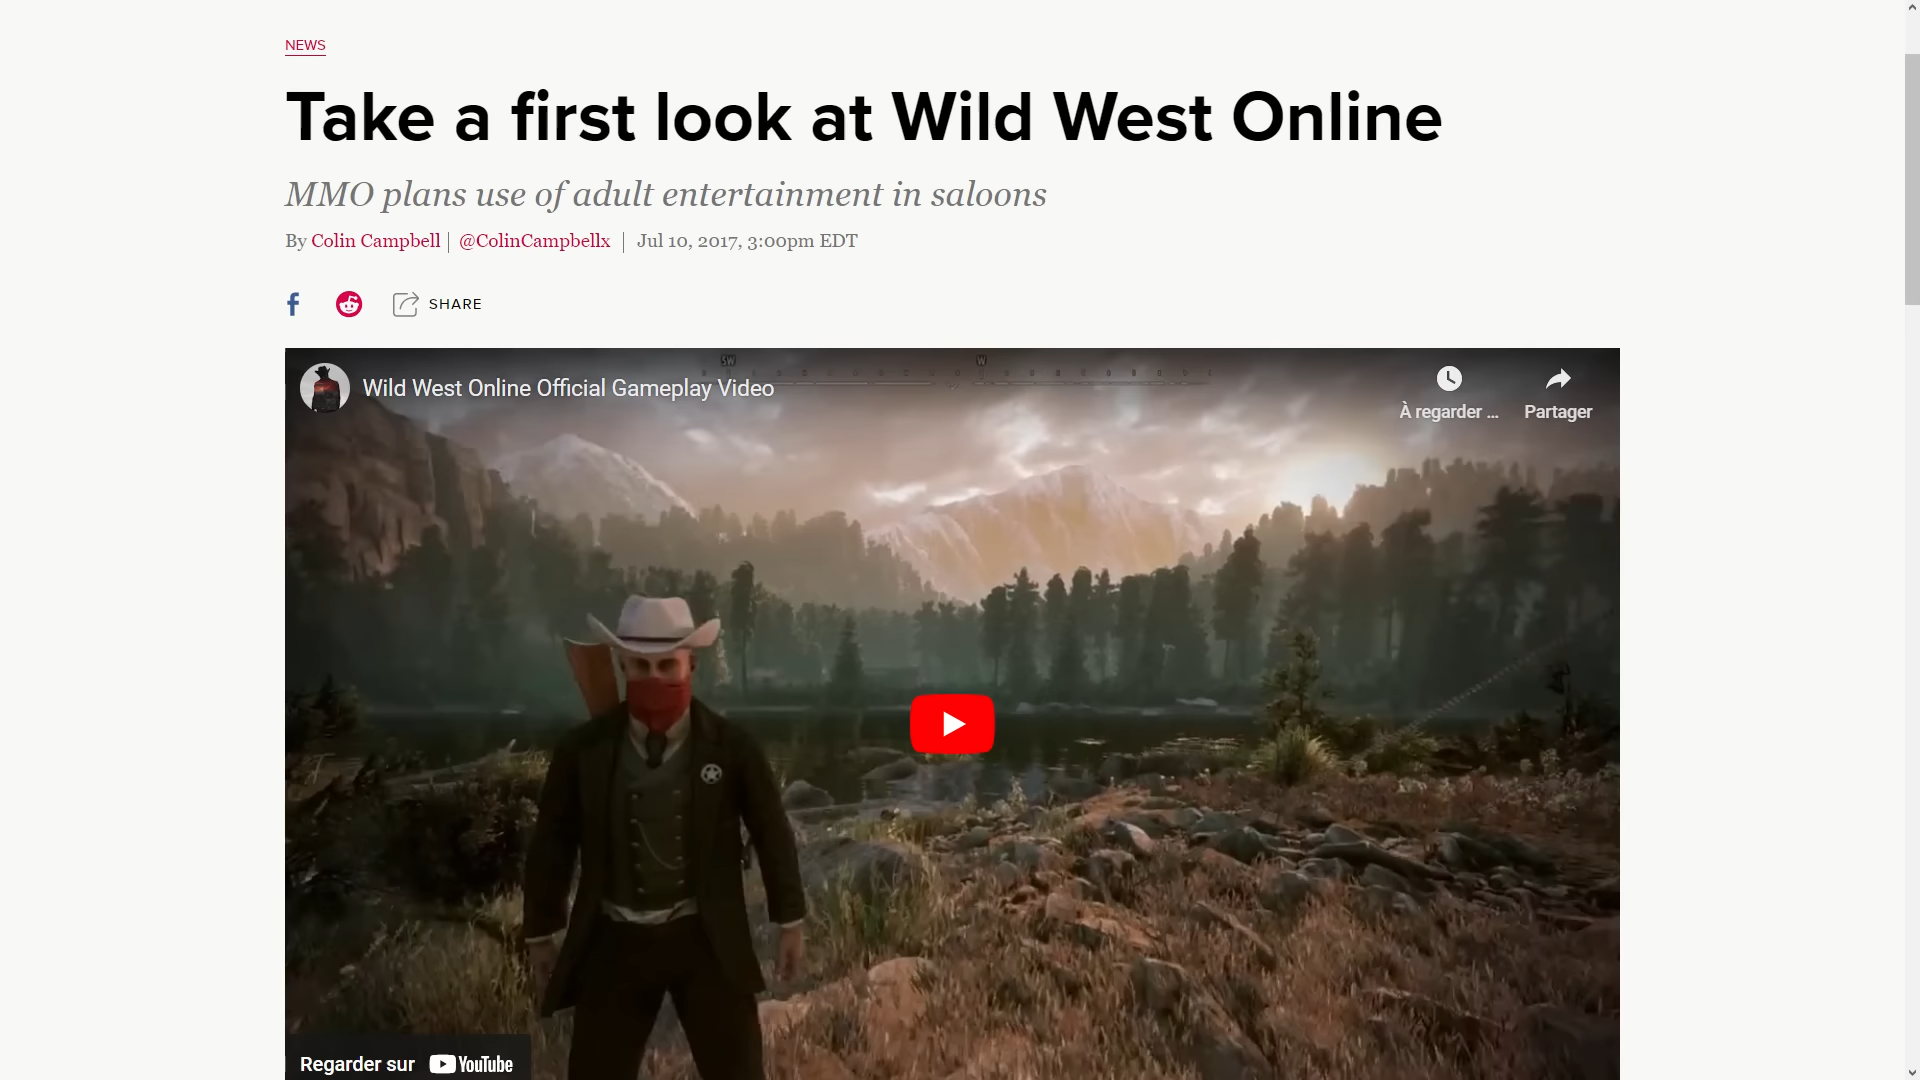 NEWS
Take a first look at Wild West Online
MMO plans use of adult entertainment in saloons
By Colin Campbell | @ColinCampbellx | Jul 10, 2017, 3:00pm EDT
SHARE
SW W
Wild West Online Official Gameplay Video
À regarder ... Partager
Regarder sur YouTube